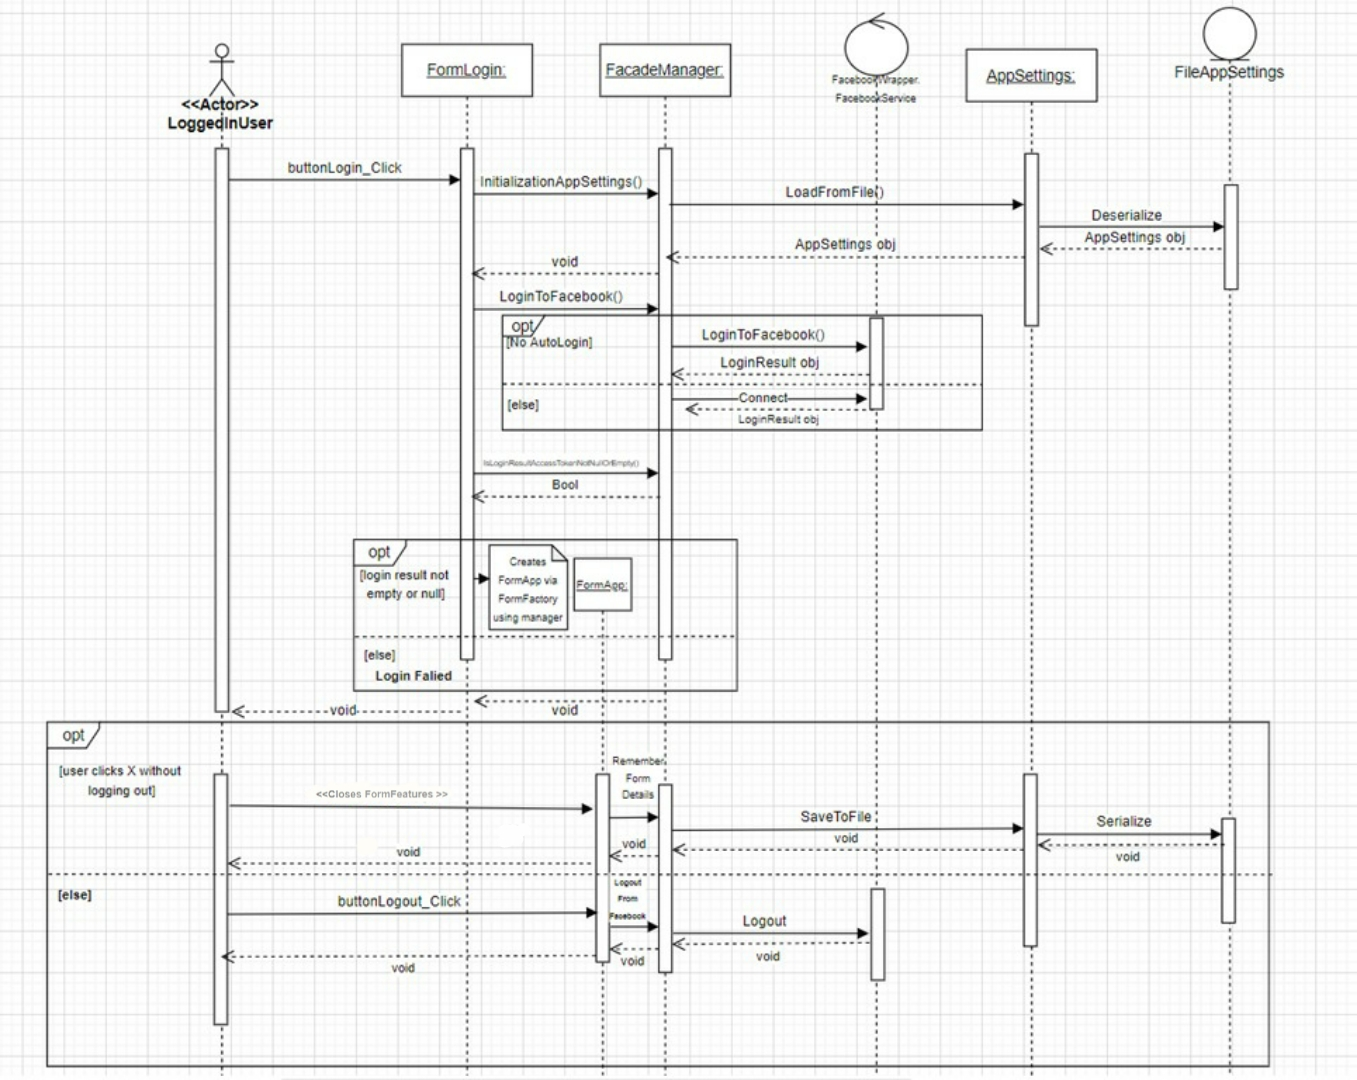 <<Actor>>
LoggedInUser
FormLogin:
FacadeManager:
FacebookWrapper.
FacebookService
AppSettings:
FileAppSettings
buttonLogin_Click
InitializationAppSettings()
LoadFromFile()
Deserialize
AppSettings obj
AppSettings obj
void
LoginToFacebook()
opt
[No AutoLogin]
LoginToFacebook()
LoginResult obj
[else]
Connect
LoginResult obj
IsLoginResultAccessTokenNotNullOrEmpty()
Bool
opt
[login result not
empty or null]
Creates
FormApp via
FormFactory
using manager
FormApp:
[else]
Login Falied
void
void
opt
[user clicks X without
logging out]
<<Closes FormFeatures >>
Remember
Form
Details
SaveToFile
Serialize
void
void
void
void
[else]
buttonLogout_Click
Logout
From
Facebook
Logout
void
void
void